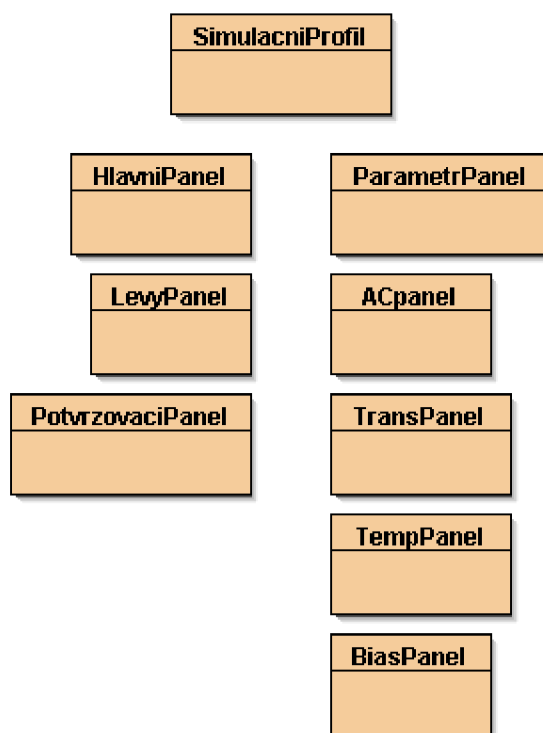 SimulacniProfil
HlavniPanel
ParametrPanel
LevyPanel
ACpanel
PotvrzovaciPanel
TransPanel
TempPanel
BiasPanel